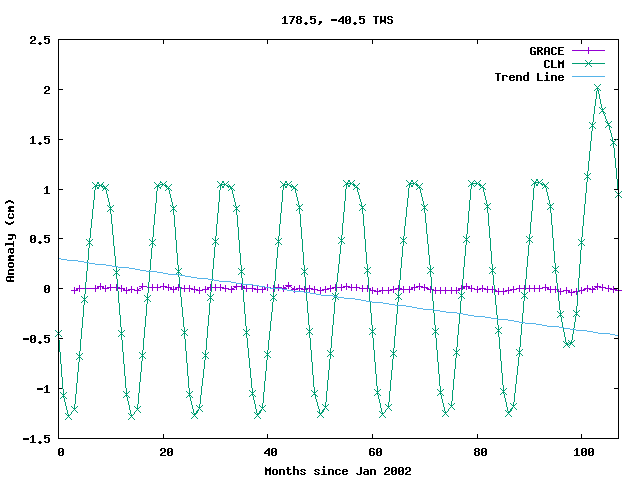 178.5, -40.5 TWS
GRACE
CLM
Trend Line
2.5
2
1.5
1
0.5
0
-0.5
-1
-1.5
Anomaly (cm)
0 20 40 60 80 100
Months since Jan 2002